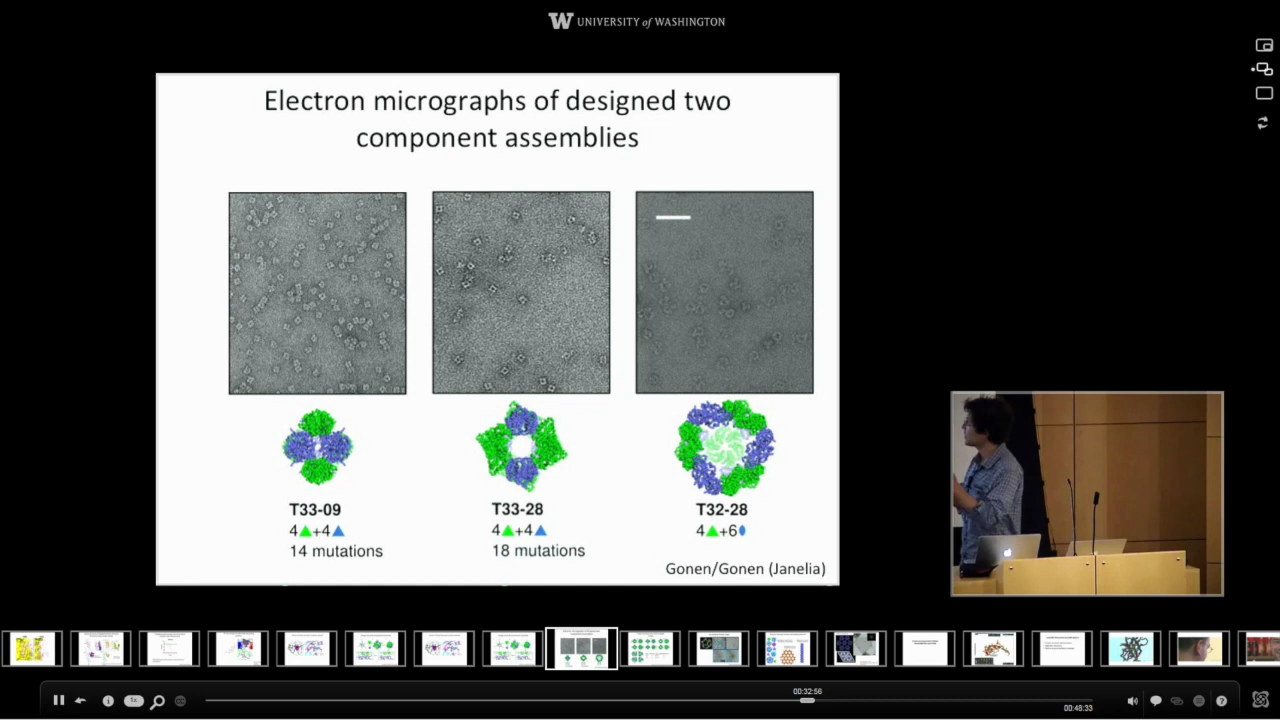 W UNIVERSITY of WASHINGTON
Electron micrographs of designed two
component assemblies
T33-09
4+4
14 mutations
T33-28
4+4
18 mutations
T32-28
4+6
Gonen/Gonen (Janelia)
1x
00:32:56
00:48:33